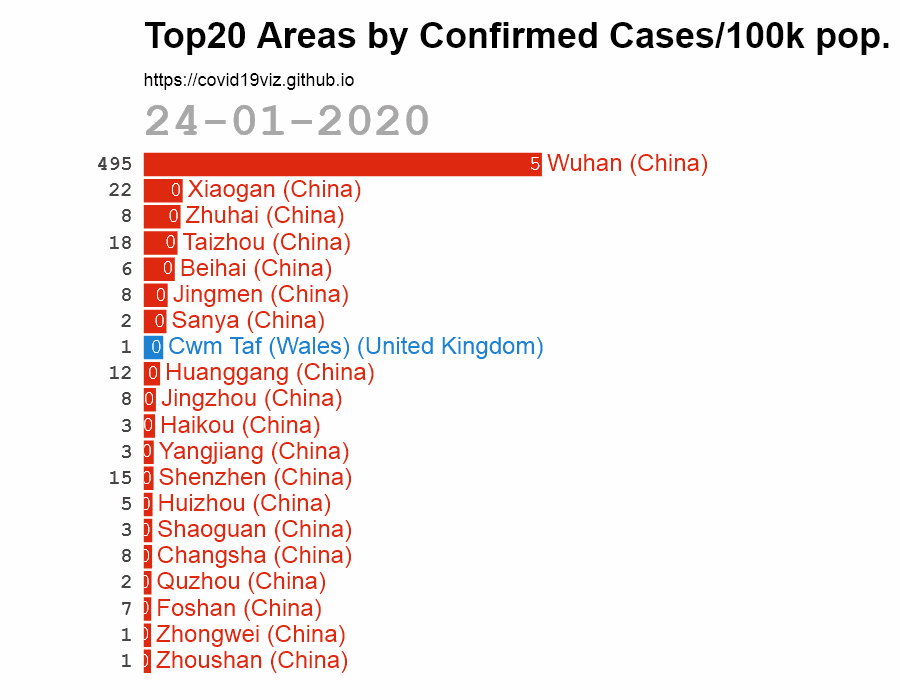 Top20 Areas by Confirmed Cases/100k pop.
https://covid19viz.github.io
24-01-2020
495 5 Wuhan (China)
22 0 Xiaogan (China)
8 0 Zhuhai (China)
18 0 Taizhou (China)
6 0 Beihai (China)
8 0 Jingmen (China)
2 0 Sanya (China)
1 0 Cwm Taf (Wales) (United Kingdom)
12 0 Huanggang (China)
8 0 Jingzhou (China)
3 0 Haikou (China)
3 0 Yangjiang (China)
15 0 Shenzhen (China)
5 0 Huizhou (China)
3 0 Shaoguan (China)
8 0 Changsha (China)
2 0 Quzhou (China)
7 0 Foshan (China)
1 0 Zhongwei (China)
1 0 Zhoushan (China)